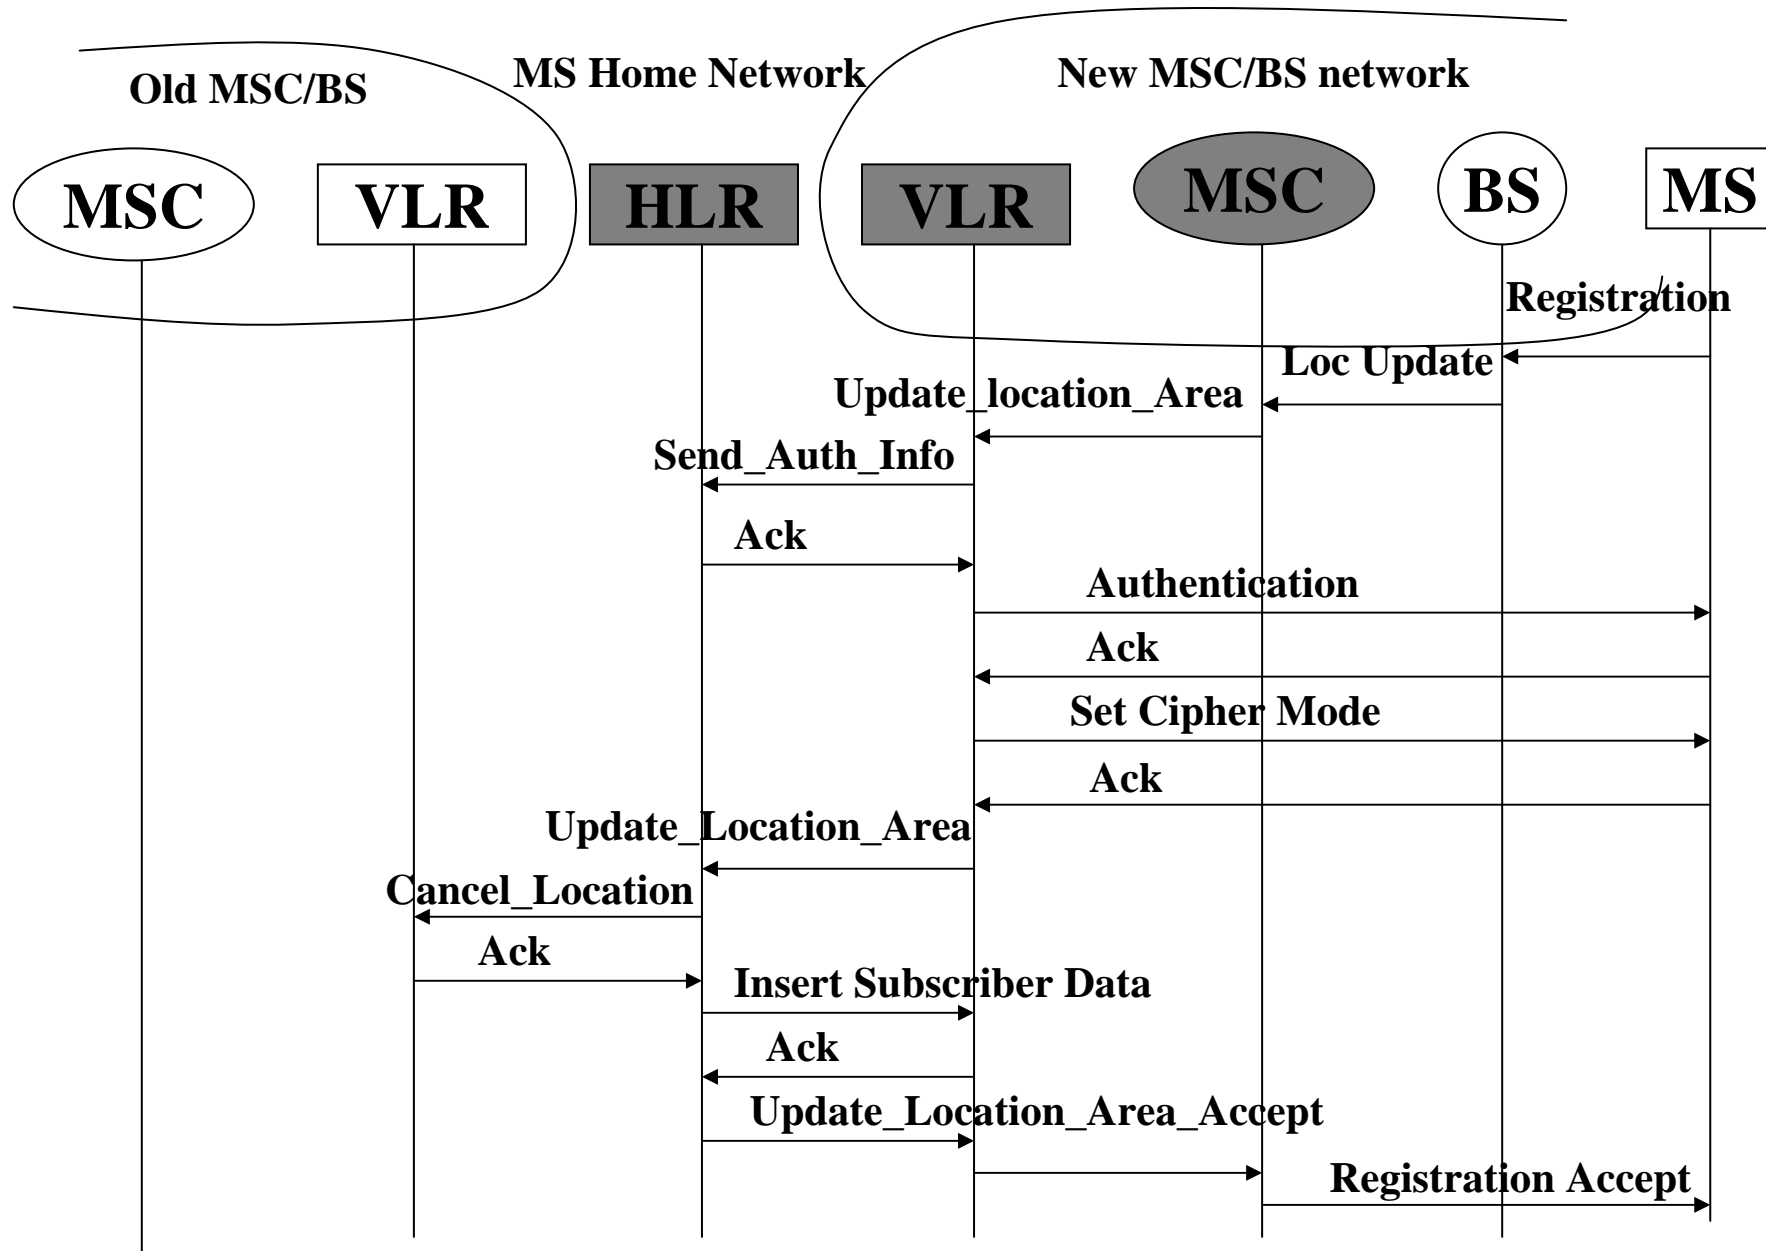 Old MSC/BS
MS Home Network
New MSC/BS network
MSC
VLR
HLR
VLR
MSC
BS
MS
Registration
Loc Update
Update_location_Area
Send_Auth_Info
Ack
Authentication
Ack
Set Cipher Mode
Ack
Update_Location_Area
Cancel_Location
Ack
Insert Subscriber Data
Ack
Update_Location_Area_Accept
Registration Accept